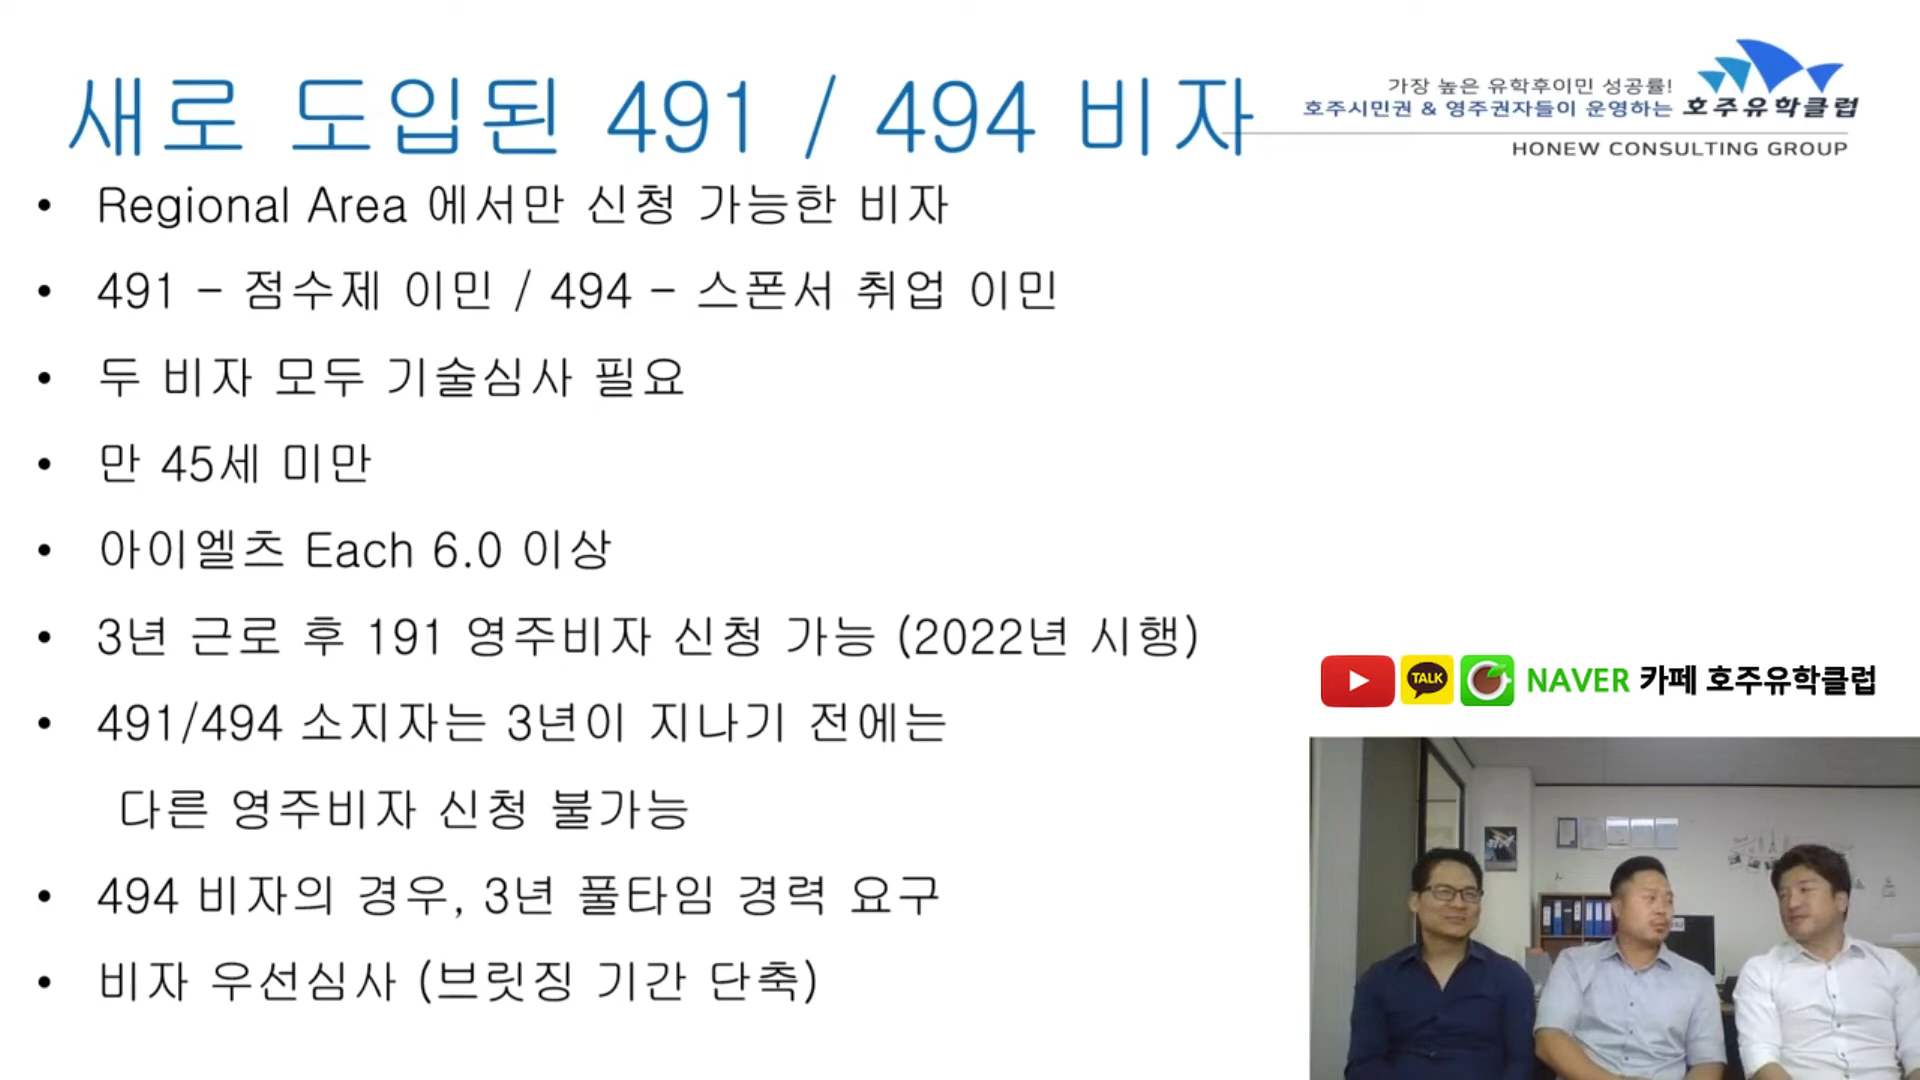 새로 도입된 491 / 494 비자
가장 높은 유학후이민 성공률!
호주시민권 & 영주권자들이 운영하는 호주유학클럽
HONEW CONSULTING GROUP
• Regional Area 에서만 신청 가능한 비자
• 491 – 점수제 이민 / 494 – 스폰서 취업 이민
• 두 비자 모두 기술심사 필요
• 만 45세 미만
• 아이엘츠 Each 6.0 이상
• 3년 근로 후 191 영주비자 신청 가능 (2022년 시행)
• 491/494 소지자는 3년이 지나기 전에는
다른 영주비자 신청 불가능
• 494 비자의 경우, 3년 풀타임 경력 요구
• 비자 우선심사 (브릿징 기간 단축)
TALK NAVER 카페 호주유학클럽